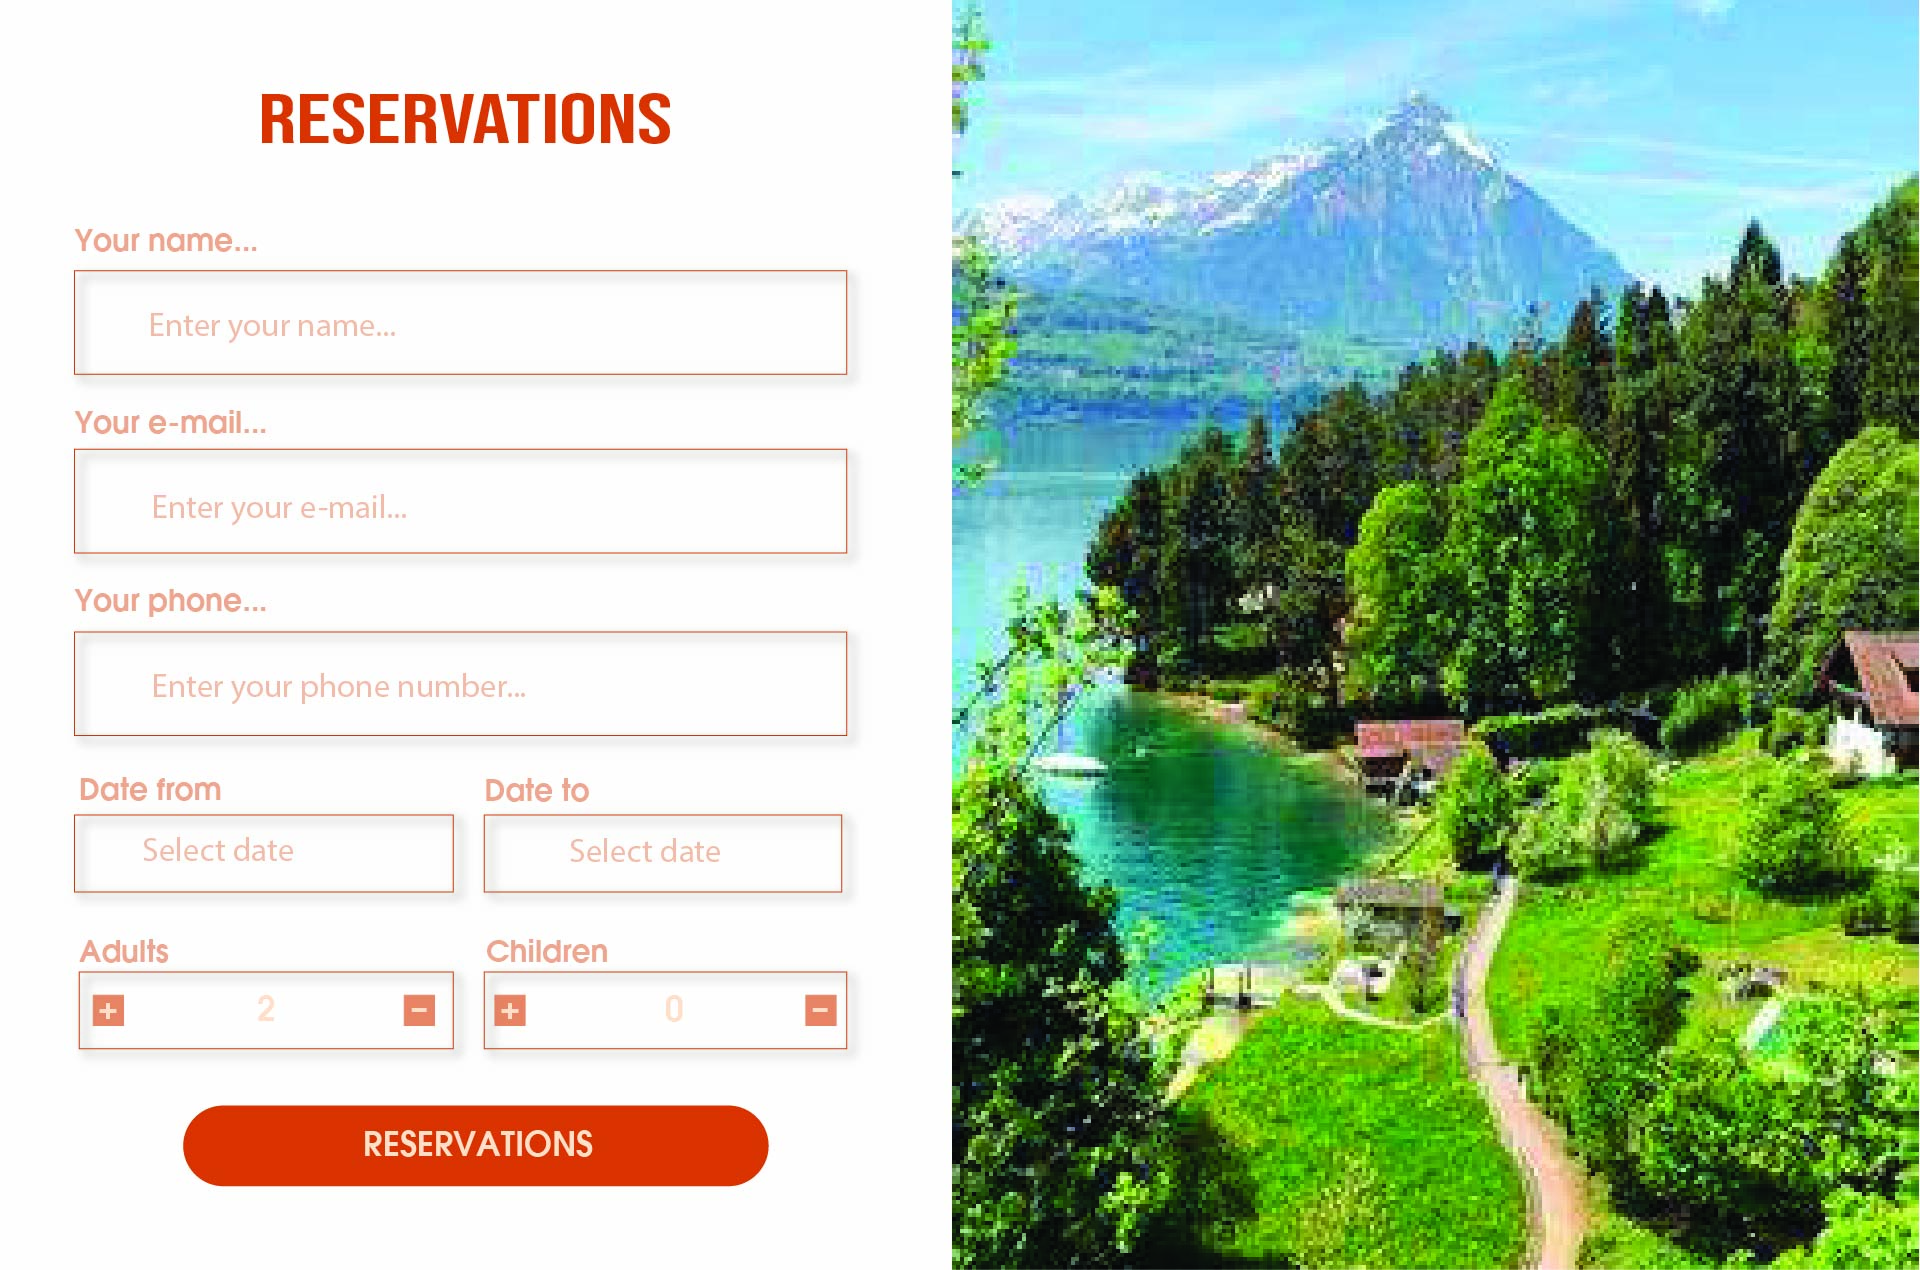 RESERVATIONS
Your name...
Enter your name...
Your e-mail...
Enter your e-mail...
Your phone...
Enter your phone number...
Date from Date to
Select date Select date
Adults Children
+ 2 − + 0 −
RESERVATIONS